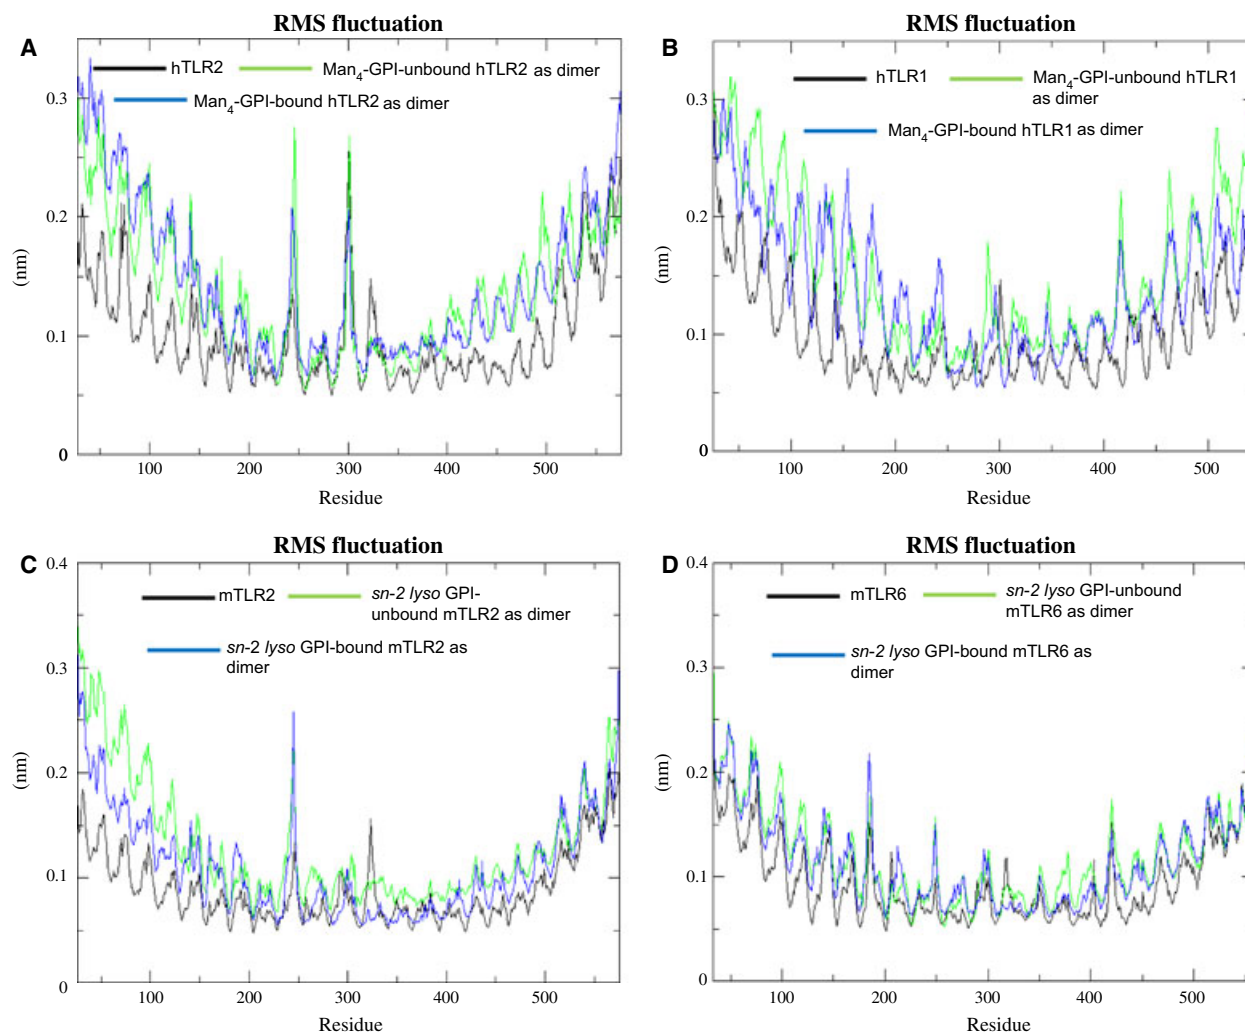 RMS fluctuation
A
hTLR2
Man4-GPI-unbound hTLR2 as dimer
Man4-GPI-bound hTLR2 as dimer
0.3
0.2
0.1
0
(nm)
100 200 300 400 500
Residue
RMS fluctuation
B
hTLR1
Man4-GPI-unbound hTLR1
as dimer
Man4-GPI-bound hTLR1 as dimer
0.3
0.2
0.1
0
(nm)
100 200 300 400 500
Residue
RMS fluctuation
C
0.4
mTLR2
sn-2 lyso GPI-
unbound mTLR2 as dimer
sn-2 lyso GPI-bound mTLR2 as
dimer
0.3
0.2
0.1
0
(nm)
100 200 300 400 500
Residue
RMS fluctuation
D
0.4
mTLR6
sn-2 lyso GPI-unbound
mTLR6 as dimer
sn-2 lyso GPI-bound mTLR6 as
dimer
0.3
0.2
0.1
0
(nm)
100 200 300 400 500
Residue